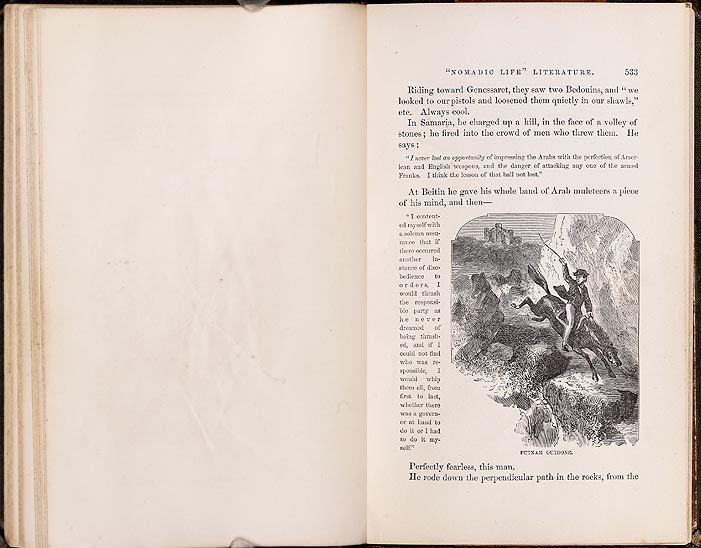 "NOMADIC LIFE" LITERATURE. 533
Riding toward Genessaret, they saw two Bedouins, and "we
looked to our pistols and loosened them quietly in our shawls,"
etc. Always cool.
In Samaria, he charged up a hill, in the face of a volley of
stones; he fired into the crowd of men who threw them. He
says:
"I never lost an opportunity of impressing the Arabs with the perfection of Amer-
ican and English weapons, and the danger of attacking any one of the armed
Franks. I think the lesson of that ball not lost."
At Beitin he gave his whole band of Arab muleteers a piece
of his mind, and then—
"I content-
ed myself with
a solemn assu-
rance that if
there occurred
another in-
stance of diso-
bedience to
orders, I
would thrash
the responsi-
ble party as
he never
dreamed of
being thrash-
ed, and if I
could not find
who was re-
sponsible, I
would whip
them all, from
first to last,
whether there
was a govern-
or at hand to
do it or I had
to do it my-
self."
PUTNAM OUTDONE.
Perfectly fearless, this man.
He rode down the perpendicular path in the rocks, from the